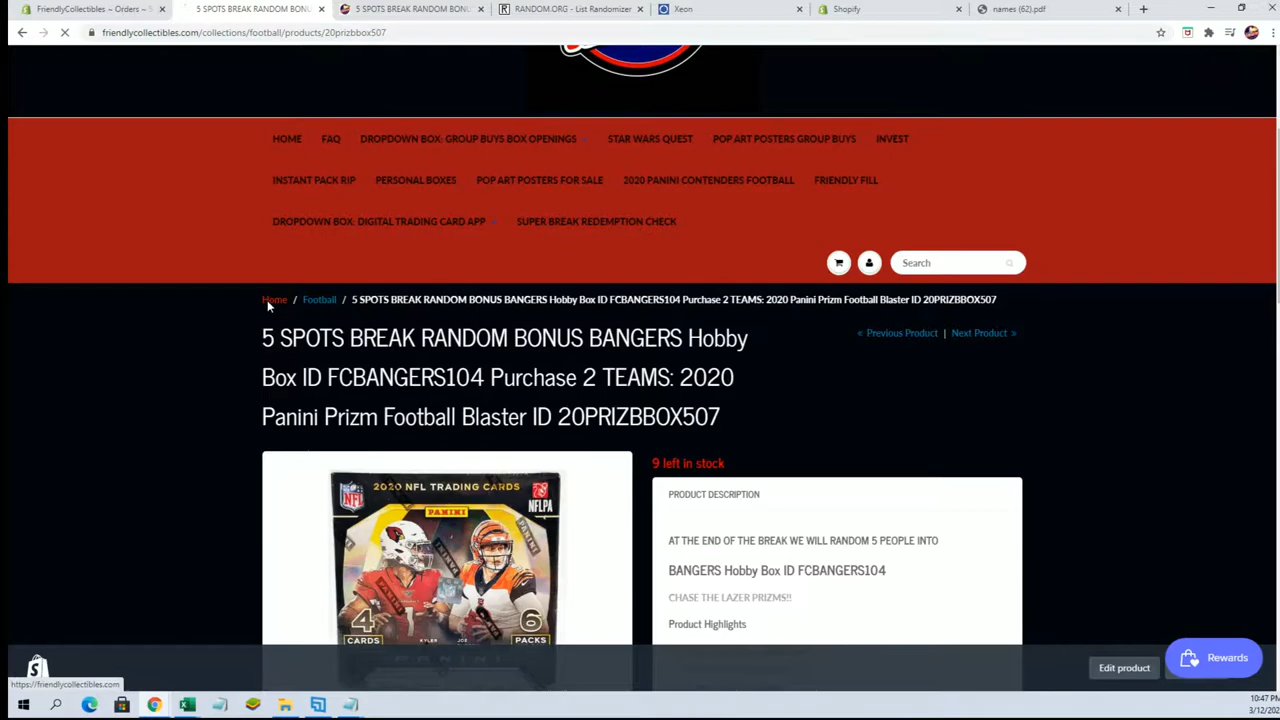 FriendlyCollectibles ~ Orders ~ S
5 SPOTS BREAK RANDOM BONU
5 SPOTS BREAK RANDOM BONU
RANDOM.ORG - List Randomizer
Xeon
Shopify
names (62).pdf
friendlycollectibles.com/collections/football/products/20prizbbox507
HOME FAQ DROPDOWN BOX: GROUP BUYS BOX OPENINGS STAR WARS QUEST POP ART POSTERS GROUP BUYS INVEST
INSTANT PACK RIP PERSONAL BOXES POP ART POSTERS FOR SALE 2020 PANINI CONTENDERS FOOTBALL FRIENDLY FILL
DROPDOWN BOX: DIGITAL TRADING CARD APP SUPER BREAK REDEMPTION CHECK
Search
Home / Football / 5 SPOTS BREAK RANDOM BONUS BANGERS Hobby Box ID FCBANGERS104 Purchase 2 TEAMS: 2020 Panini Prizm Football Blaster ID 20PRIZBBOX507
5 SPOTS BREAK RANDOM BONUS BANGERS Hobby
Box ID FCBANGERS104 Purchase 2 TEAMS: 2020
Panini Prizm Football Blaster ID 20PRIZBBOX507
« Previous Product | Next Product »
9 left in stock
PRODUCT DESCRIPTION
AT THE END OF THE BREAK WE WILL RANDOM 5 PEOPLE INTO
BANGERS Hobby Box ID FCBANGERS104
CHASE THE LAZER PRIZMS!!
Product Highlights
2020 NFL TRADING CARDS
NFL
PANINI
NFLPA
4
CARDS
KYLER
JOE
6
PACKS
PANINI
Edit product
Rewards
https://friendlycollectibles.com
10:47 PM
3/12/202